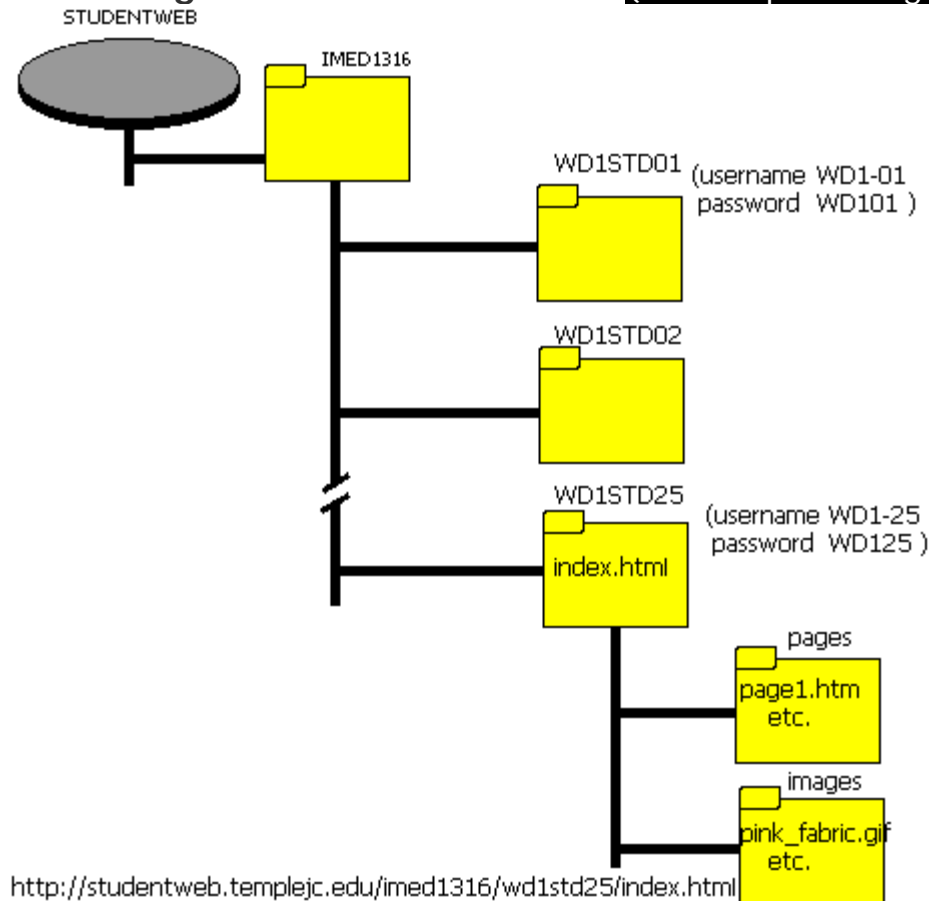 STUDENTWEB
IMED1316
WD1STD01
(username WD1-01
password WD101 )
WD1STD02
WD1STD25
(username WD1-25
password WD125 )
index.html
pages
page1.htm
etc.
images
pink_fabric.gif
etc.
http://studentweb.templejc.edu/imed1316/wd1std25/index.html